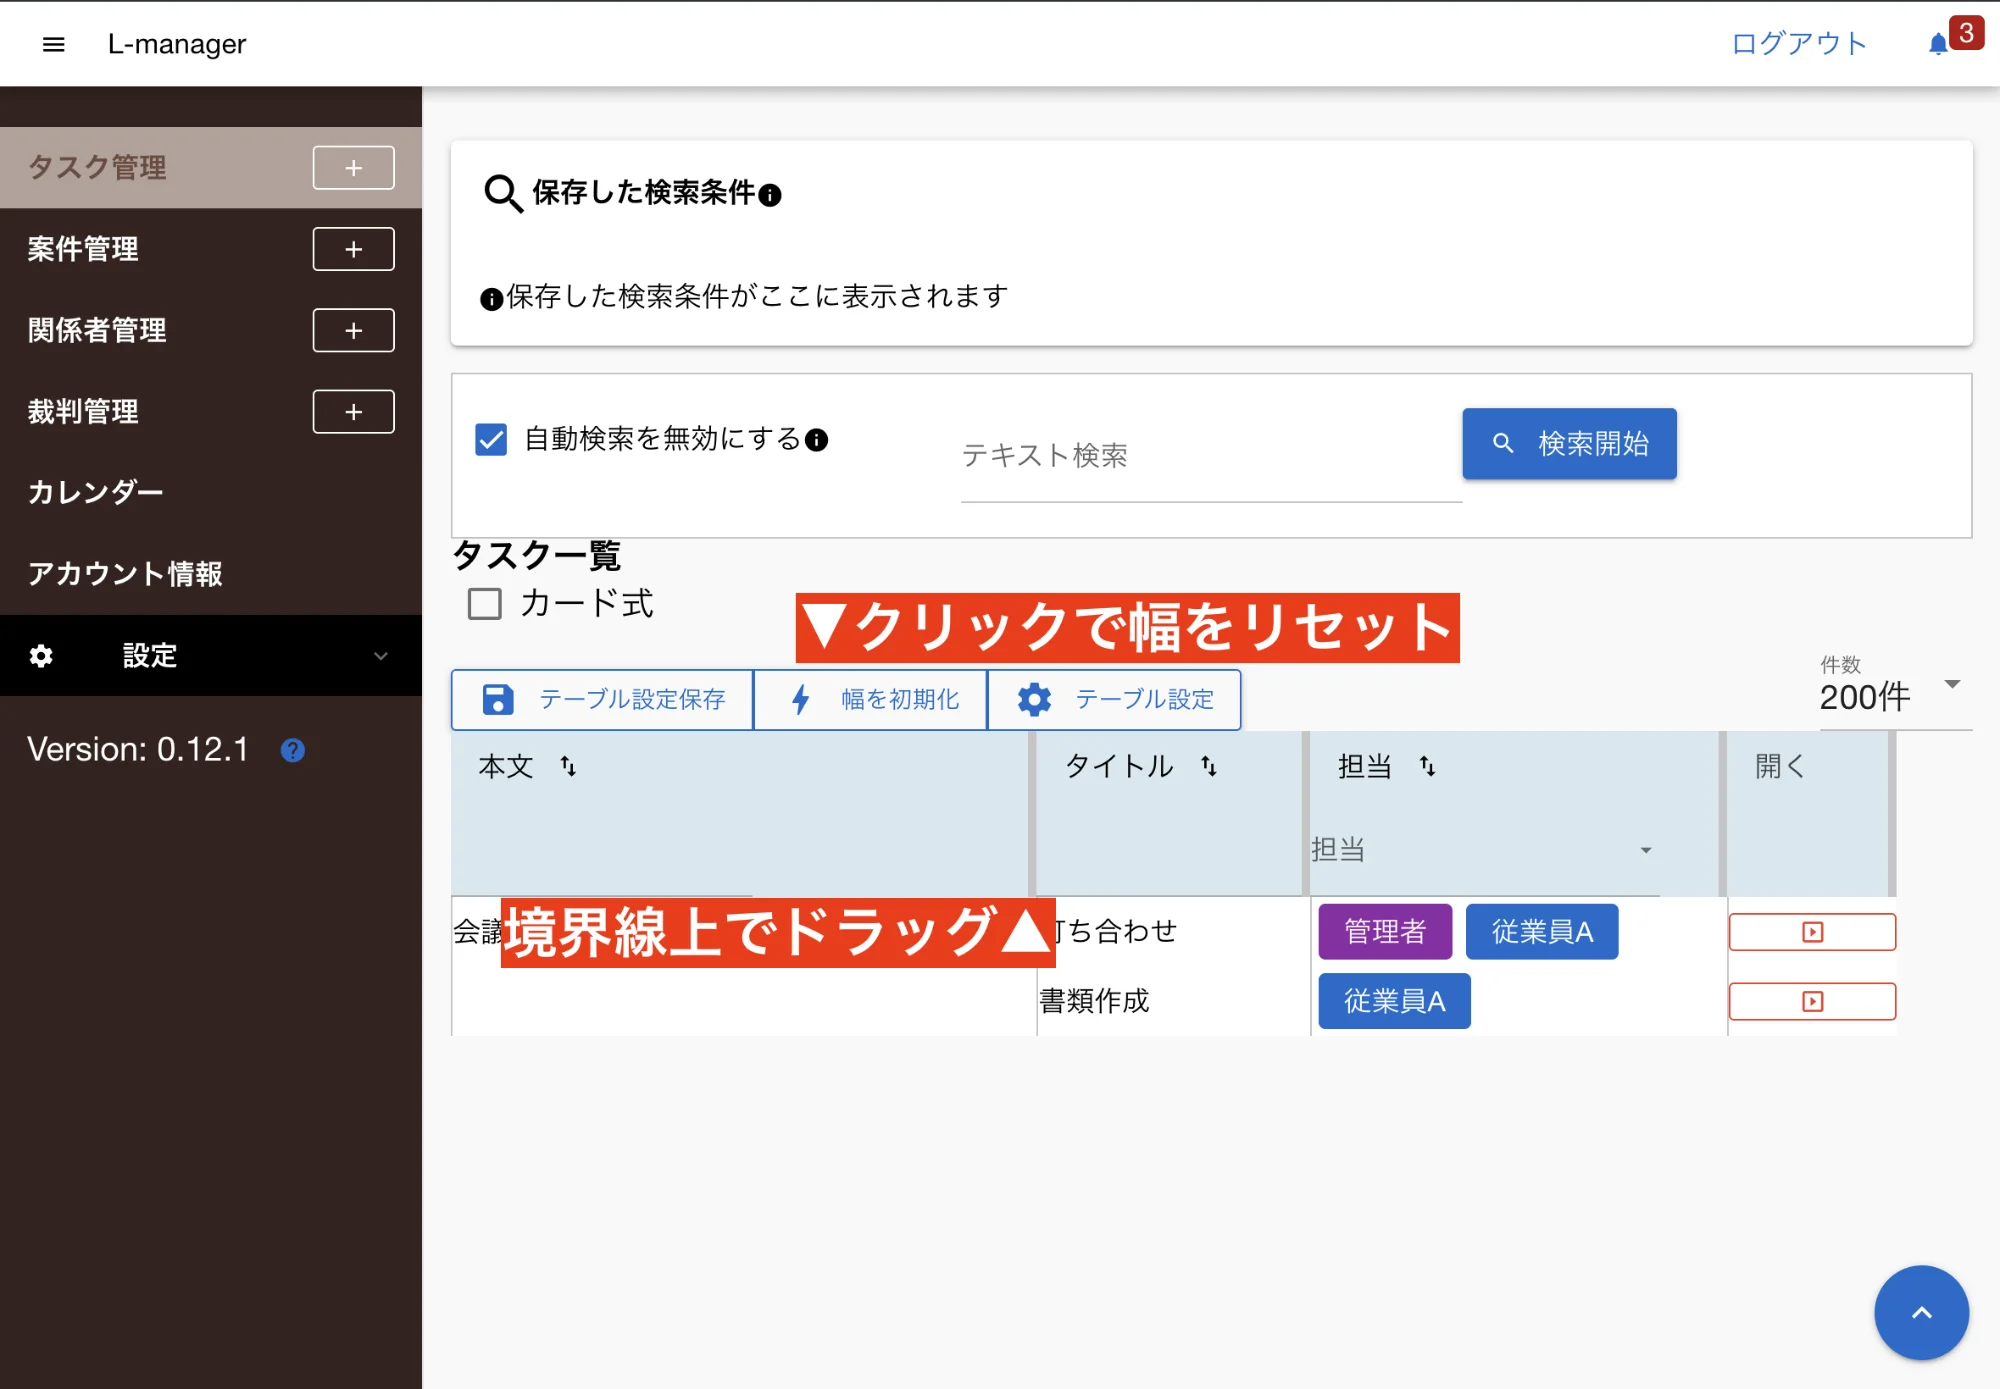 L-manager
ログアウト
3
タスク管理
+
案件管理
+
関係者管理
+
裁判管理
+
カレンダー
アカウント情報
設定
Version: 0.12.1
保存した検索条件
保存した検索条件がここに表示されます
自動検索を無効にする
テキスト検索
検索開始
タスク一覧
カード式
▼クリックで幅をリセット
テーブル設定保存
幅を初期化
テーブル設定
件数
200件
本文
タイトル
担当
開く
担当
会議
境界線上でドラッグ▲
ち合わせ
管理者
従業員A
書類作成
従業員A